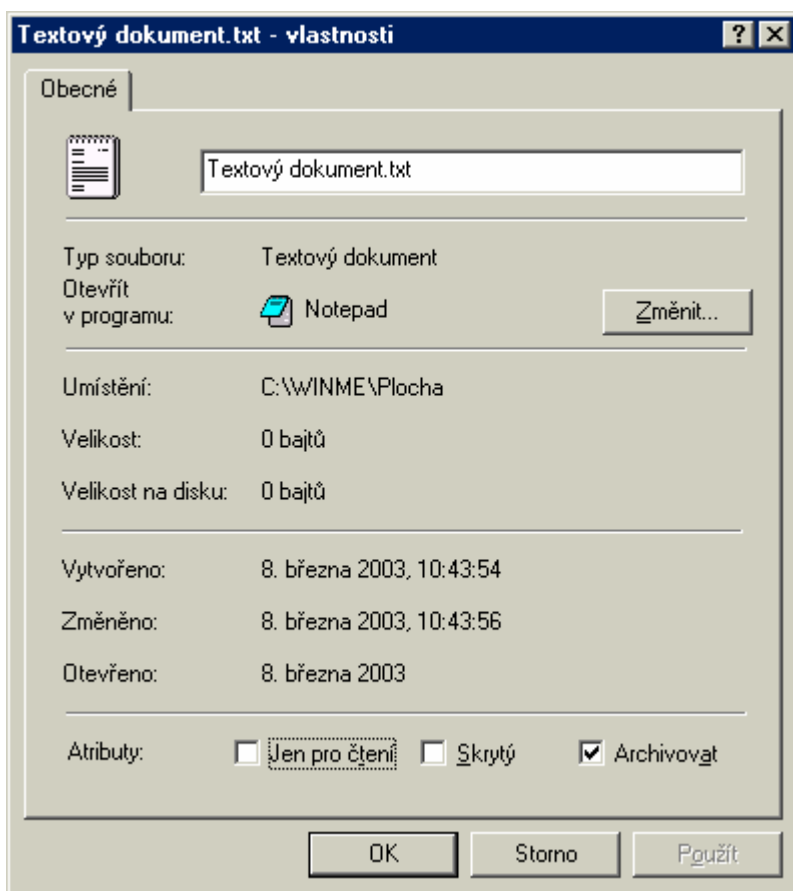 Textový dokument.txt - vlastnosti
Obecné
Textový dokument.txt
Typ souboru: Textový dokument
Otevřít
v programu: Notepad Změnit...
Umístění: C:\WINME\Plocha
Velikost: 0 bajtů
Velikost na disku: 0 bajtů
Vytvořeno: 8. března 2003, 10:43:54
Změněno: 8. března 2003, 10:43:56
Otevřeno: 8. března 2003
Atributy: Jen pro čtení Skrytý Archivovat
OK Storno Použít